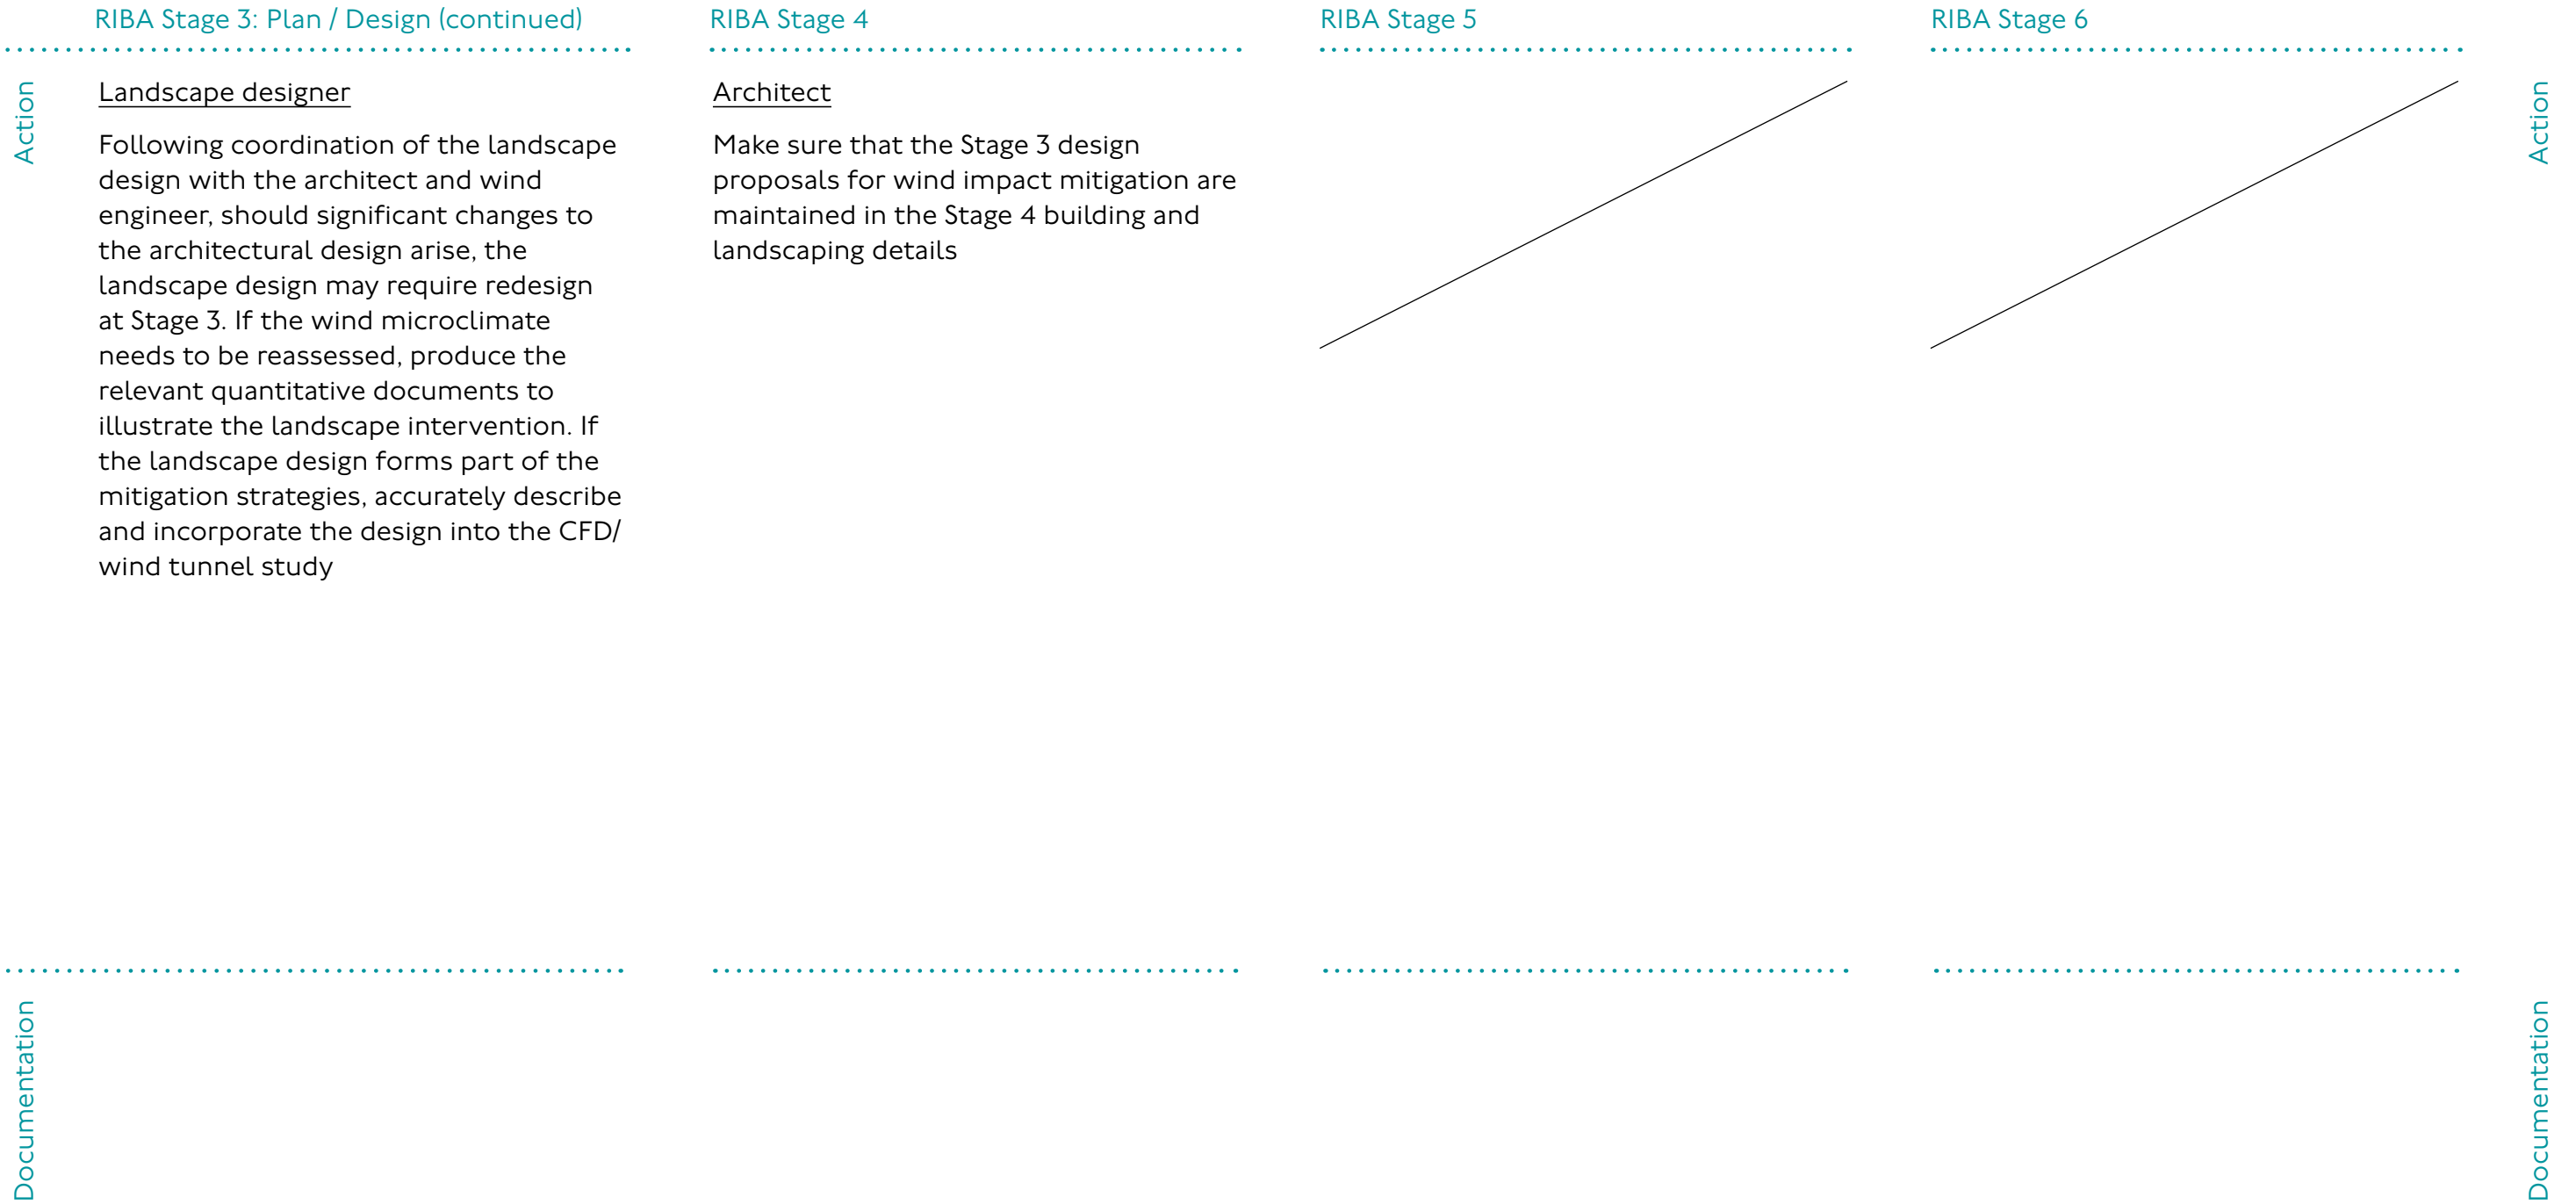 RIBA Stage 3: Plan / Design (continued)
Action
Landscape designer
Following coordination of the landscape
design with the architect and wind
engineer, should significant changes to
the architectural design arise, the
landscape design may require redesign
at Stage 3. If the wind microclimate
needs to be reassessed, produce the
relevant quantitative documents to
illustrate the landscape intervention. If
the landscape design forms part of the
mitigation strategies, accurately describe
and incorporate the design into the CFD/
wind tunnel study
RIBA Stage 4
Architect
Make sure that the Stage 3 design
proposals for wind impact mitigation are
maintained in the Stage 4 building and
landscaping details
RIBA Stage 5
RIBA Stage 6
Action
Documentation
Documentation